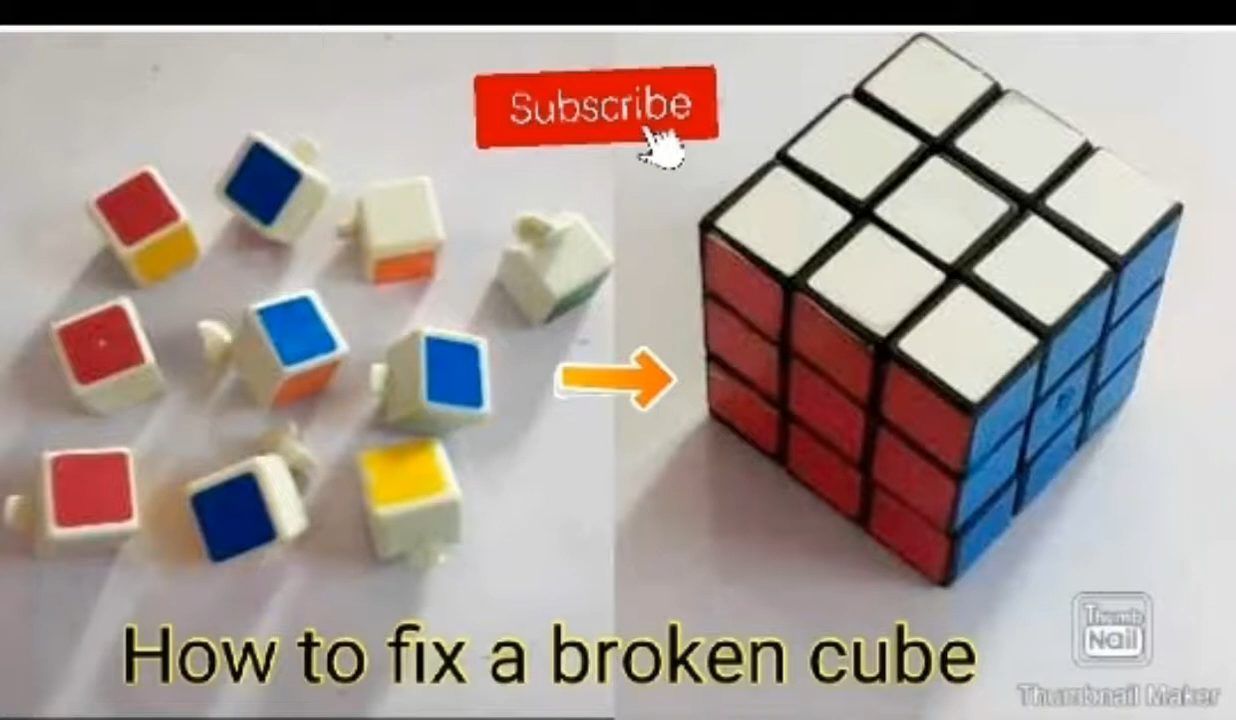 Subscribe
How to fix a broken cube
Thumb
Nail
Thumbnail Maker